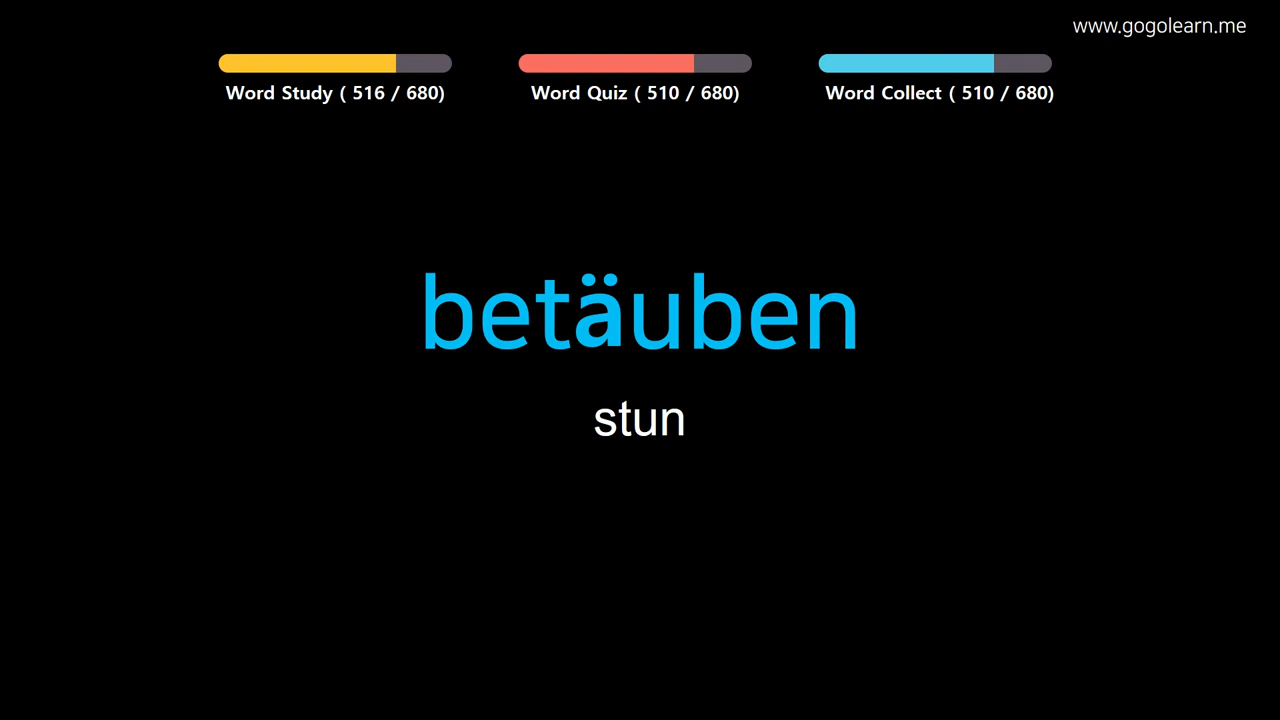 www.gogolearn.me
Word Study ( 516 / 680)
Word Quiz ( 510 / 680)
Word Collect ( 510 / 680)
betäuben
stun